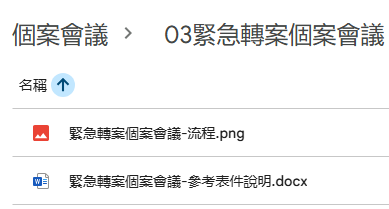 個案會議 › 03緊急轉案個案會議
名稱
緊急轉案個案會議-流程.png
緊急轉案個案會議-參考表件說明.docx